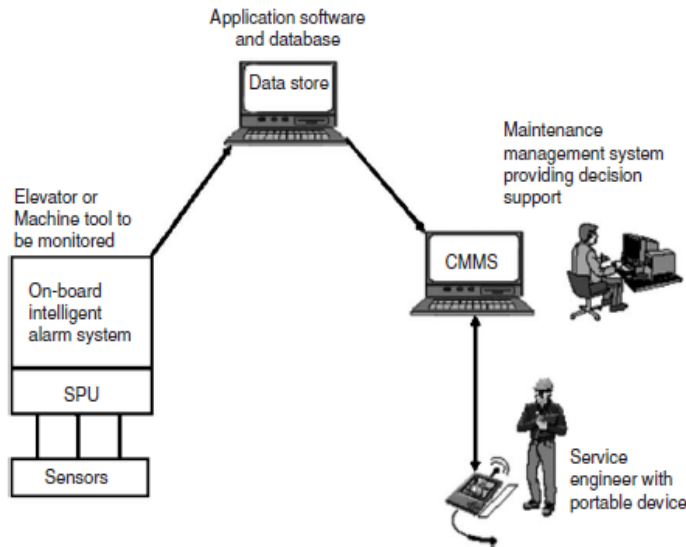 Application software
and database
Data store
Maintenance
management system
providing decision
support
Elevator or
Machine tool to
be monitored
CMMS
On-board
intelligent
alarm system
SPU
Sensors
Service
engineer with
portable device